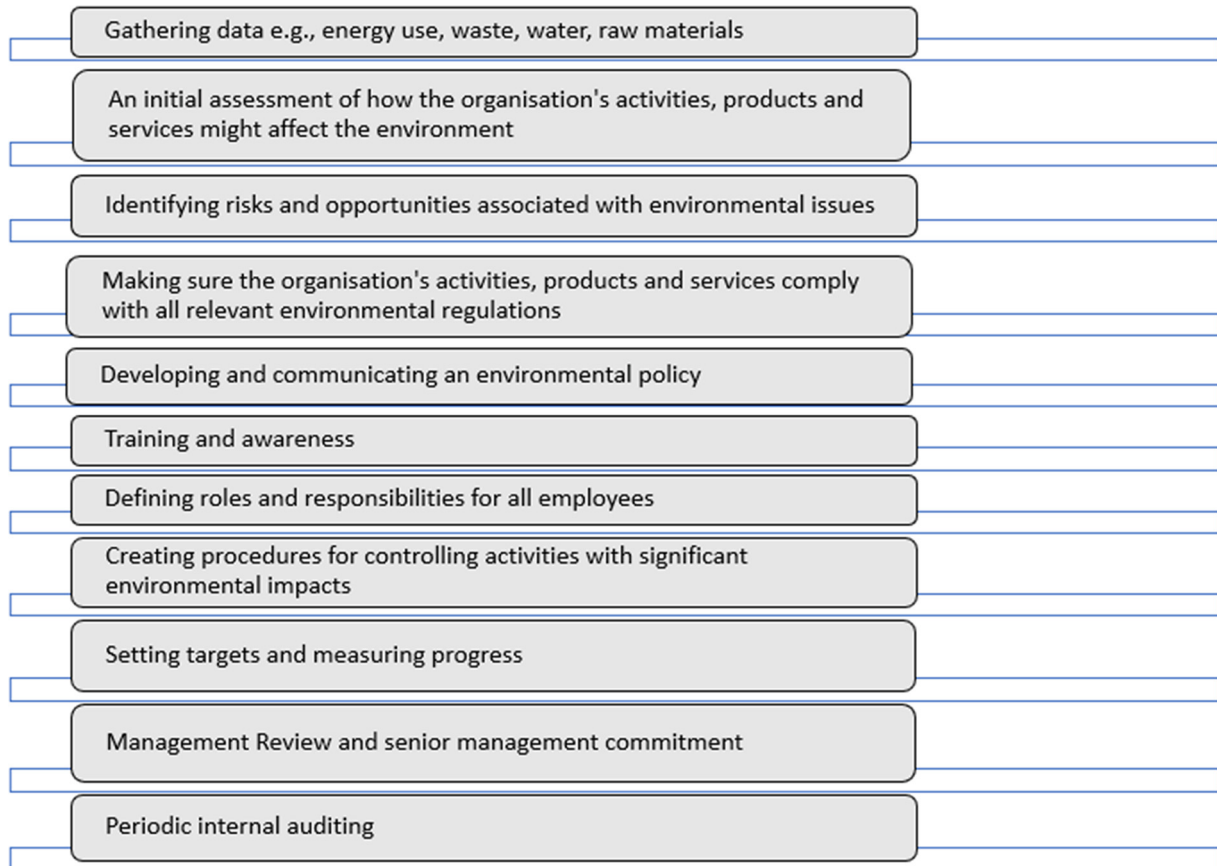 Gathering data e.g., energy use, waste, water, raw materials
An initial assessment of how the organisation's activities, products and
services might affect the environment
Identifying risks and opportunities associated with environmental issues
Making sure the organisation's activities, products and services comply
with all relevant environmental regulations
Developing and communicating an environmental policy
Training and awareness
Defining roles and responsibilities for all employees
Creating procedures for controlling activities with significant
environmental impacts
Setting targets and measuring progress
Management Review and senior management commitment
Periodic internal auditing